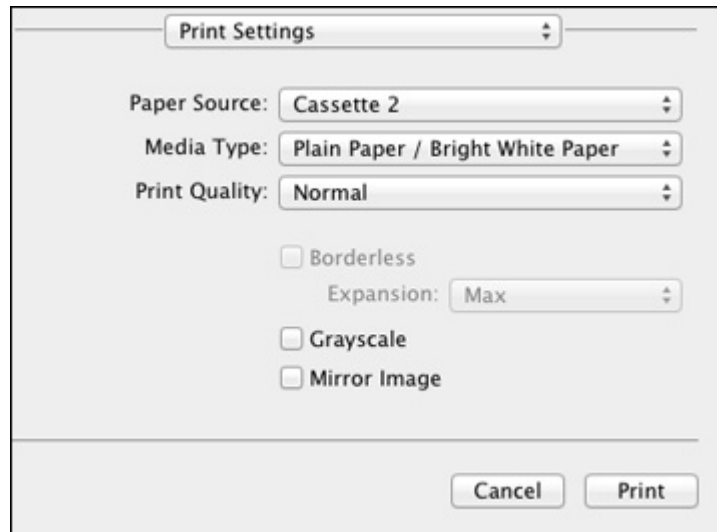 Print Settings
Paper Source: Cassette 2
Media Type: Plain Paper / Bright White Paper
Print Quality: Normal
Borderless
Expansion: Max
Grayscale
Mirror Image
Cancel Print